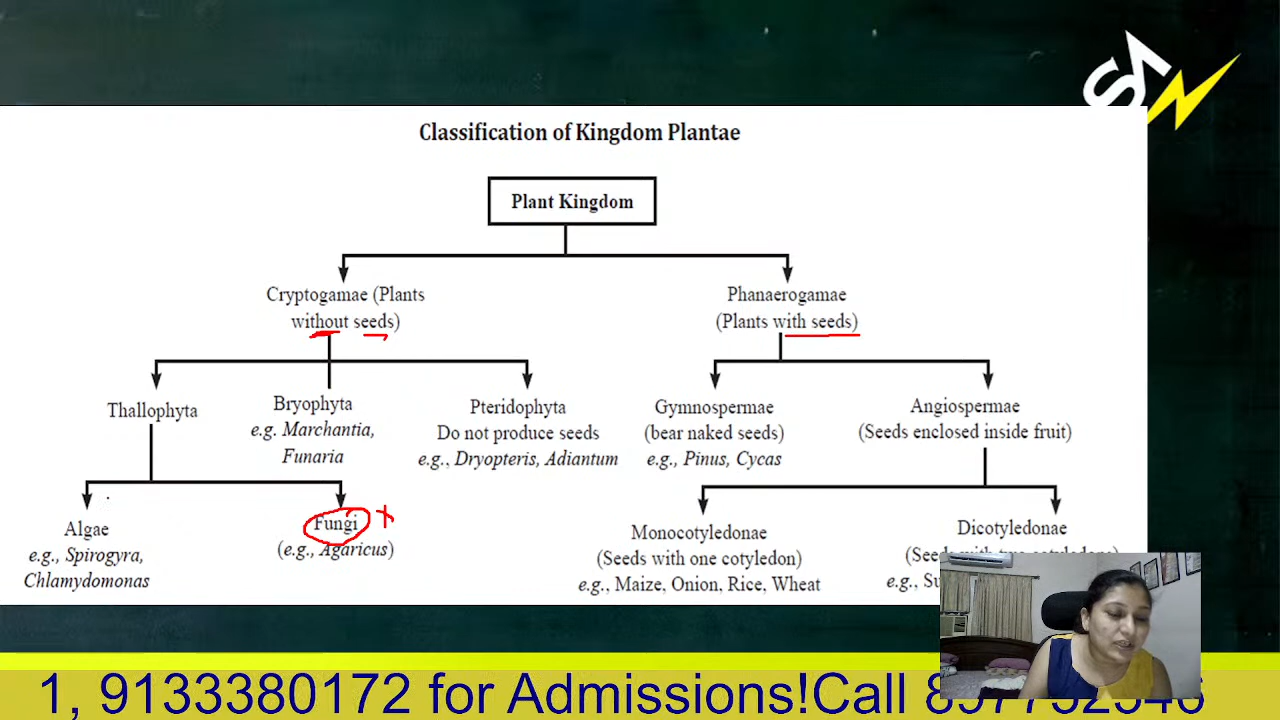 SAN
Classification of Kingdom Plantae
Plant Kingdom
Cryptogamae (Plants
without seeds)
Phanaerogamae
(Plants with seeds)
Thallophyta
Bryophyta
e.g. Marchantia,
Funaria
Pteridophyta
Do not produce seeds
e.g., Dryopteris, Adiantum
Gymnospermae
(bear naked seeds)
e.g., Pinus, Cycas
Angiospermae
(Seeds enclosed inside fruit)
Algae
e.g., Spirogyra,
Chlamydomonas
Fungi
(e.g., Agaricus)
Monocotyledonae
(Seeds with one cotyledon)
e.g., Maize, Onion, Rice, Wheat
Dicotyledonae
e.g.,
1, 9133380172 for Admissions!Call